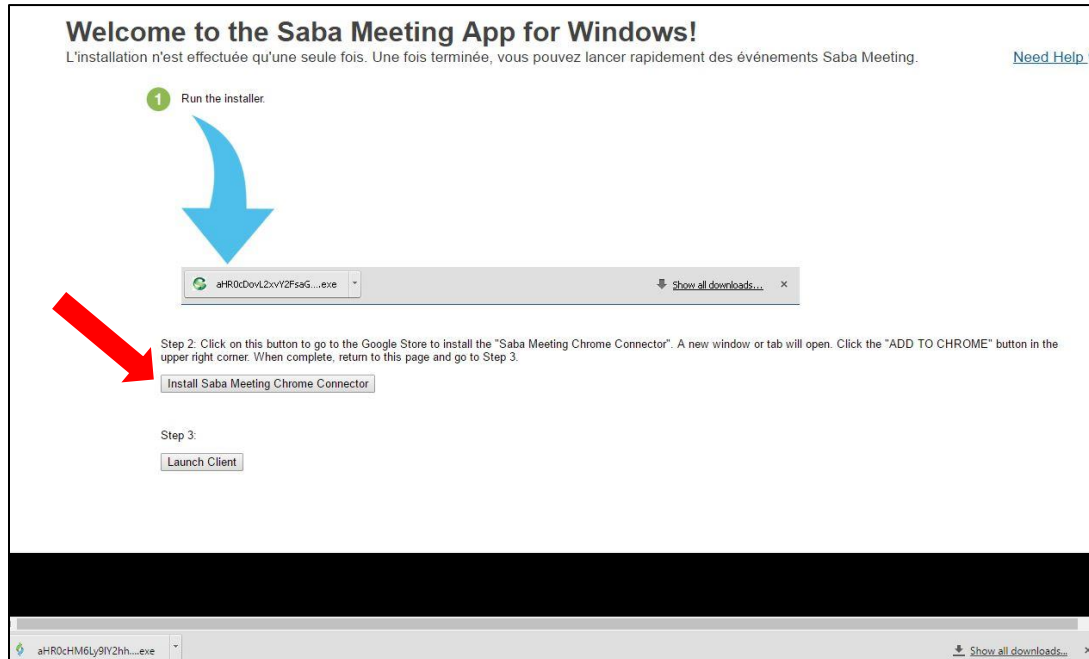 Welcome to the Saba Meeting App for Windows!
L'installation n'est effectuée qu'une seule fois. Une fois terminée, vous pouvez lancer rapidement des événements Saba Meeting.
Need Help
1 Run the installer.
aHR0cDovL2xvY2FsaG....exe
Show all downloads...
Step 2: Click on this button to go to the Google Store to install the "Saba Meeting Chrome Connector". A new window or tab will open. Click the "ADD TO CHROME" button in the
upper right corner. When complete, return to this page and go to Step 3.
Install Saba Meeting Chrome Connector
Step 3:
Launch Client
aHR0cHM6Ly9lY2hh....exe
Show all downloads...